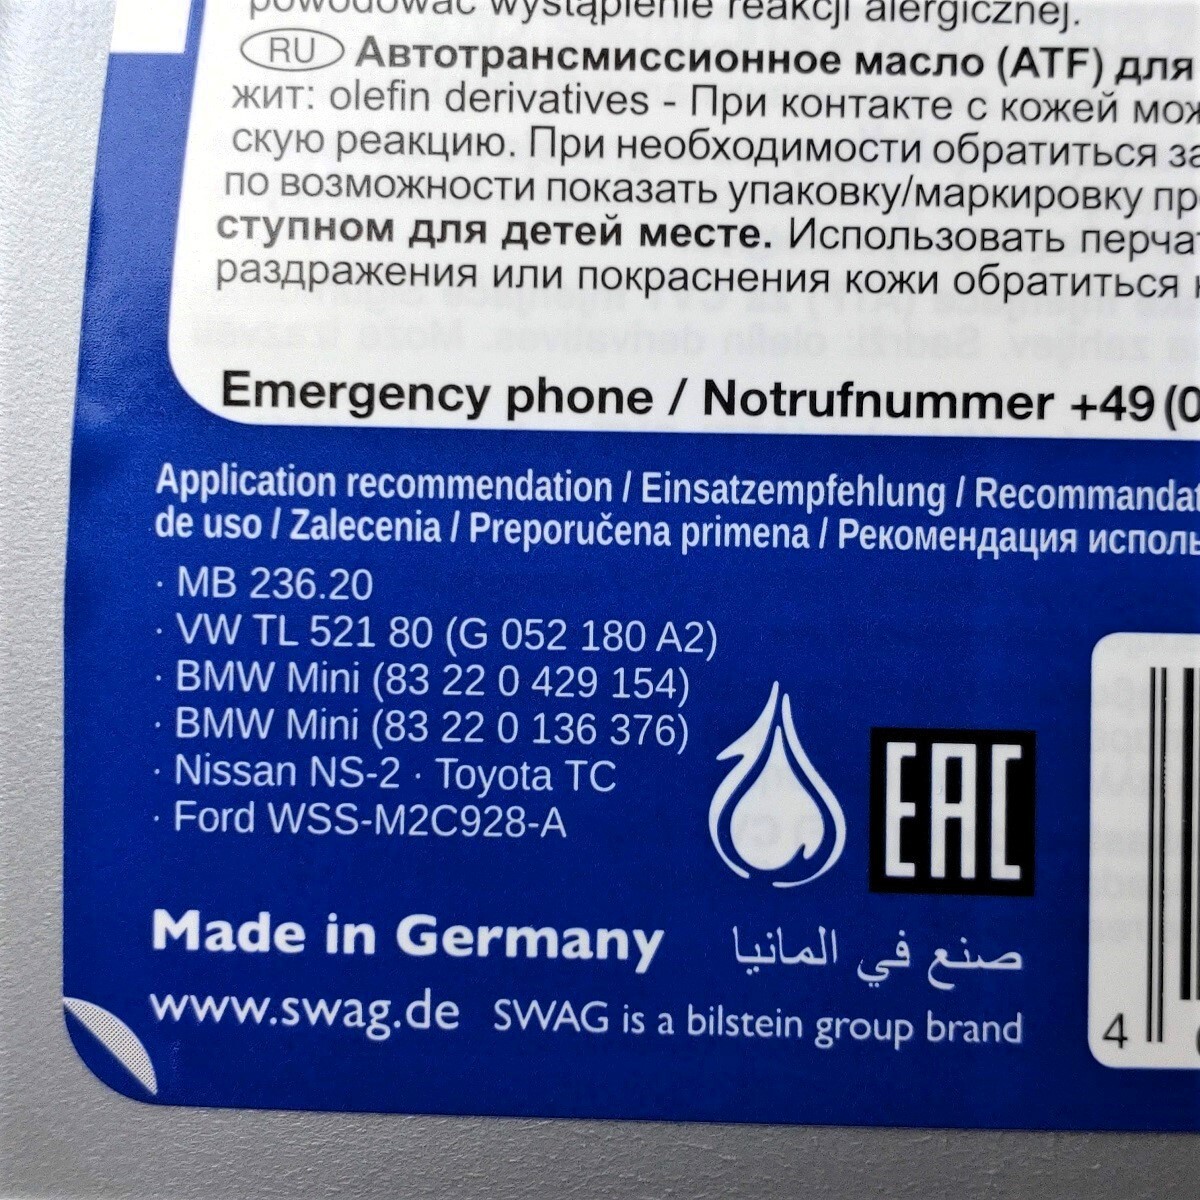 powodować wystąpienie reakcji alergicznej.
RU Автотрансмиссионное масло (ATF) для
жит: olefin derivatives - При контакте с кожей мож
скую реакцию. При необходимости обратиться за
по возможности показать упаковку/маркировку пр
ступном для детей месте. Использовать перчат
раздражения или покраснения кожи обратиться к
Emergency phone / Notrufnummer +49 (0
Application recommendation / Einsatzempfehlung / Recommandat
de uso / Zalecenia / Preporučena primena / Рекомендация исполь
· MB 236.20
· VW TL 521 80 (G 052 180 A2)
· BMW Mini (83 22 0 429 154)
· BMW Mini (83 22 0 136 376)
· Nissan NS-2 · Toyota TC
· Ford WSS-M2C928-A
EAC
Made in Germany صنع في المانيا
www.swag.de SWAG is a bilstein group brand
4